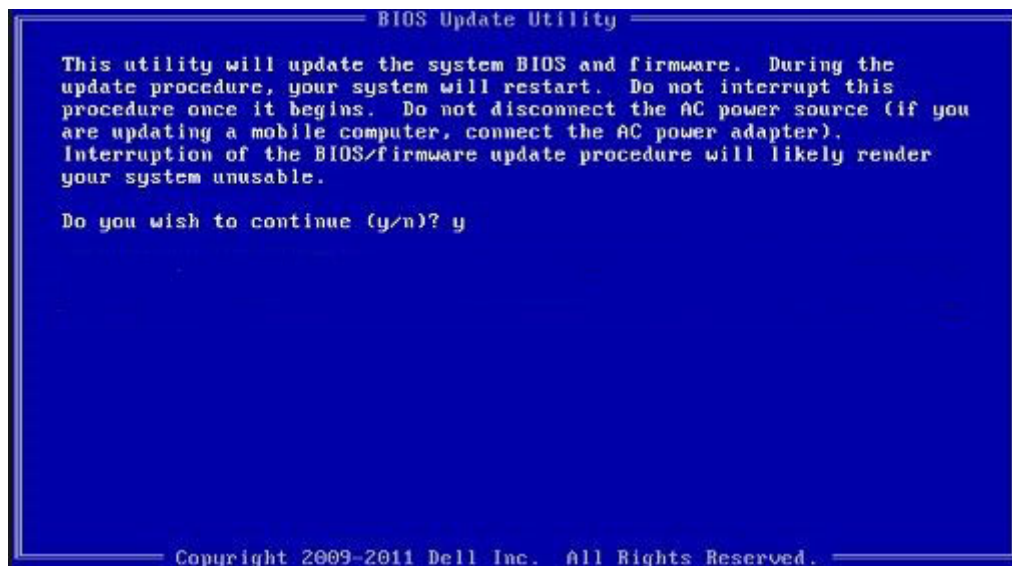 BIOS Update Utility
This utility will update the system BIOS and firmware. During the
update procedure, your system will restart. Do not interrupt this
procedure once it begins. Do not disconnect the AC power source (if you
are updating a mobile computer, connect the AC power adapter).
Interruption of the BIOS/firmware update procedure will likely render
your system unusable.
Do you wish to continue (y/n)? y
Copyright 2009-2011 Dell Inc. All Rights Reserved.